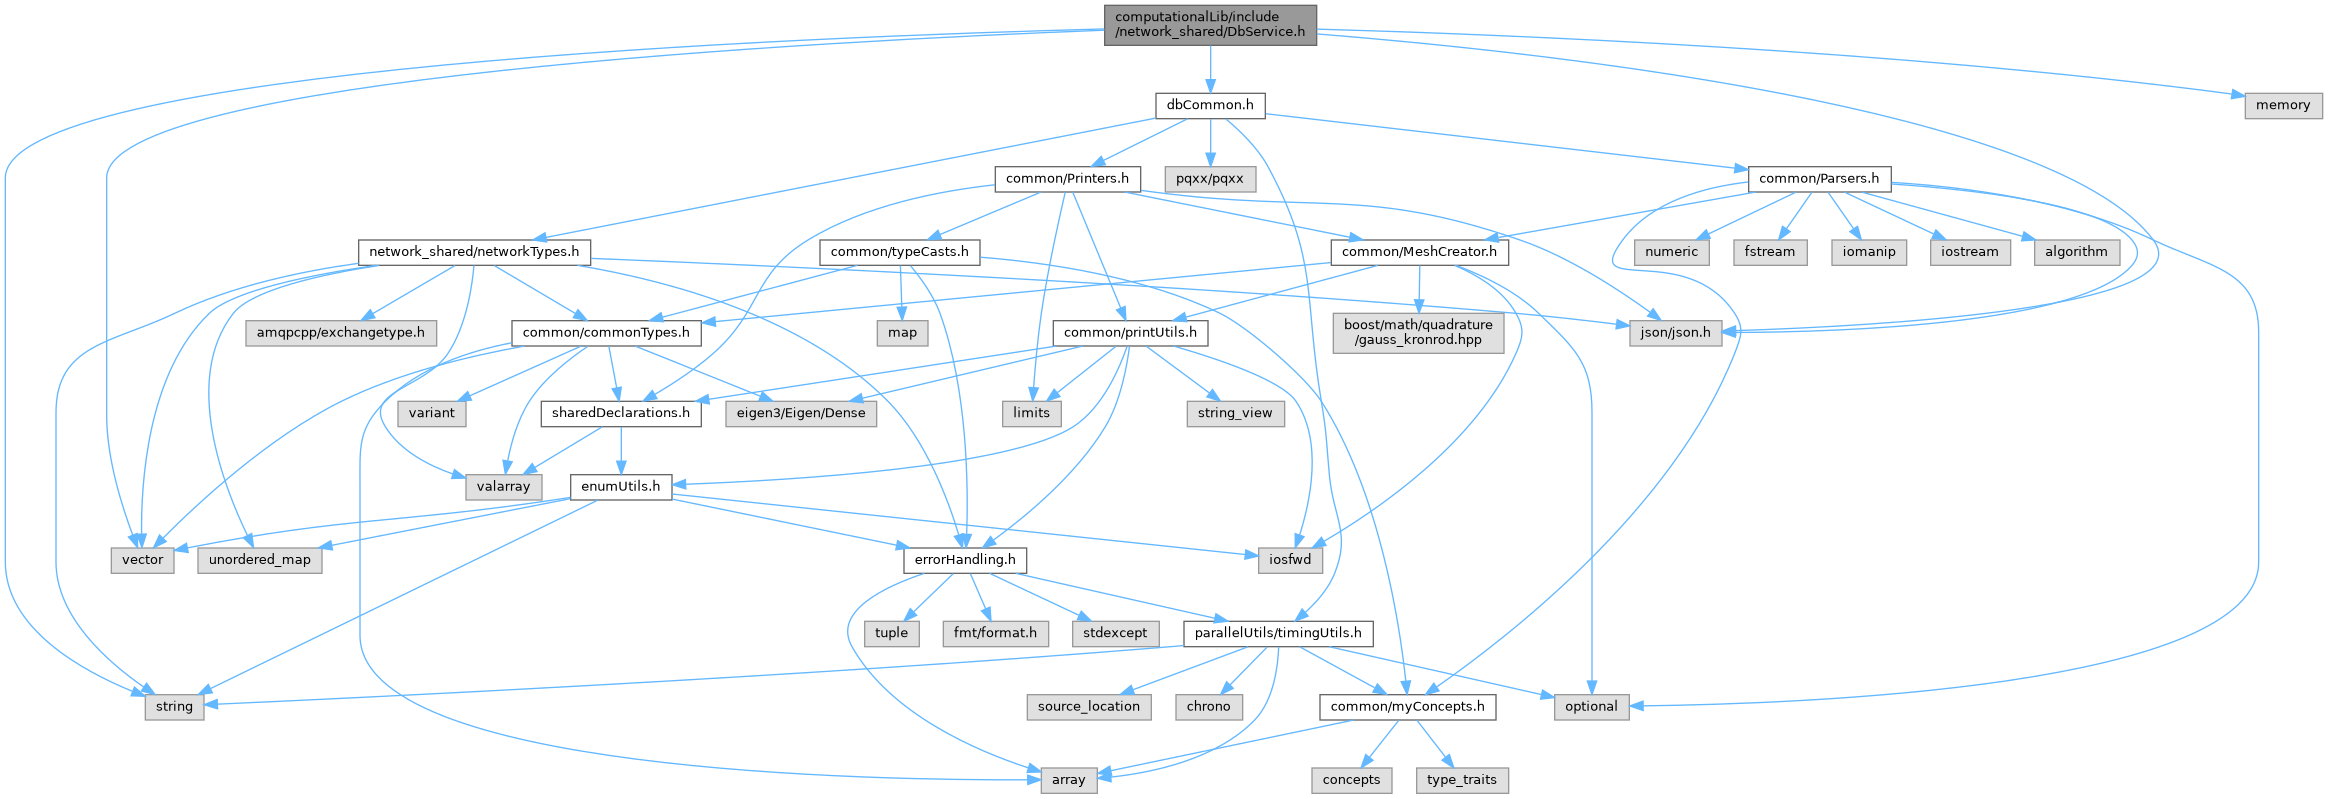 computationalLib/include
/network_shared/DbService.h
dbCommon.h
memory
common/Printers.h
pqxx/pqxx
common/Parsers.h
network_shared/networkTypes.h
common/typeCasts.h
common/MeshCreator.h
numeric
fstream
iomanip
iostream
algorithm
amqpcpp/exchangetype.h
common/commonTypes.h
map
common/printUtils.h
boost/math/quadrature
/gauss_kronrod.hpp
json/json.h
variant
sharedDeclarations.h
eigen3/Eigen/Dense
limits
string_view
valarray
enumUtils.h
vector
unordered_map
errorHandling.h
iosfwd
tuple
fmt/format.h
stdexcept
parallelUtils/timingUtils.h
string
source_location
chrono
common/myConcepts.h
optional
array
concepts
type_traits